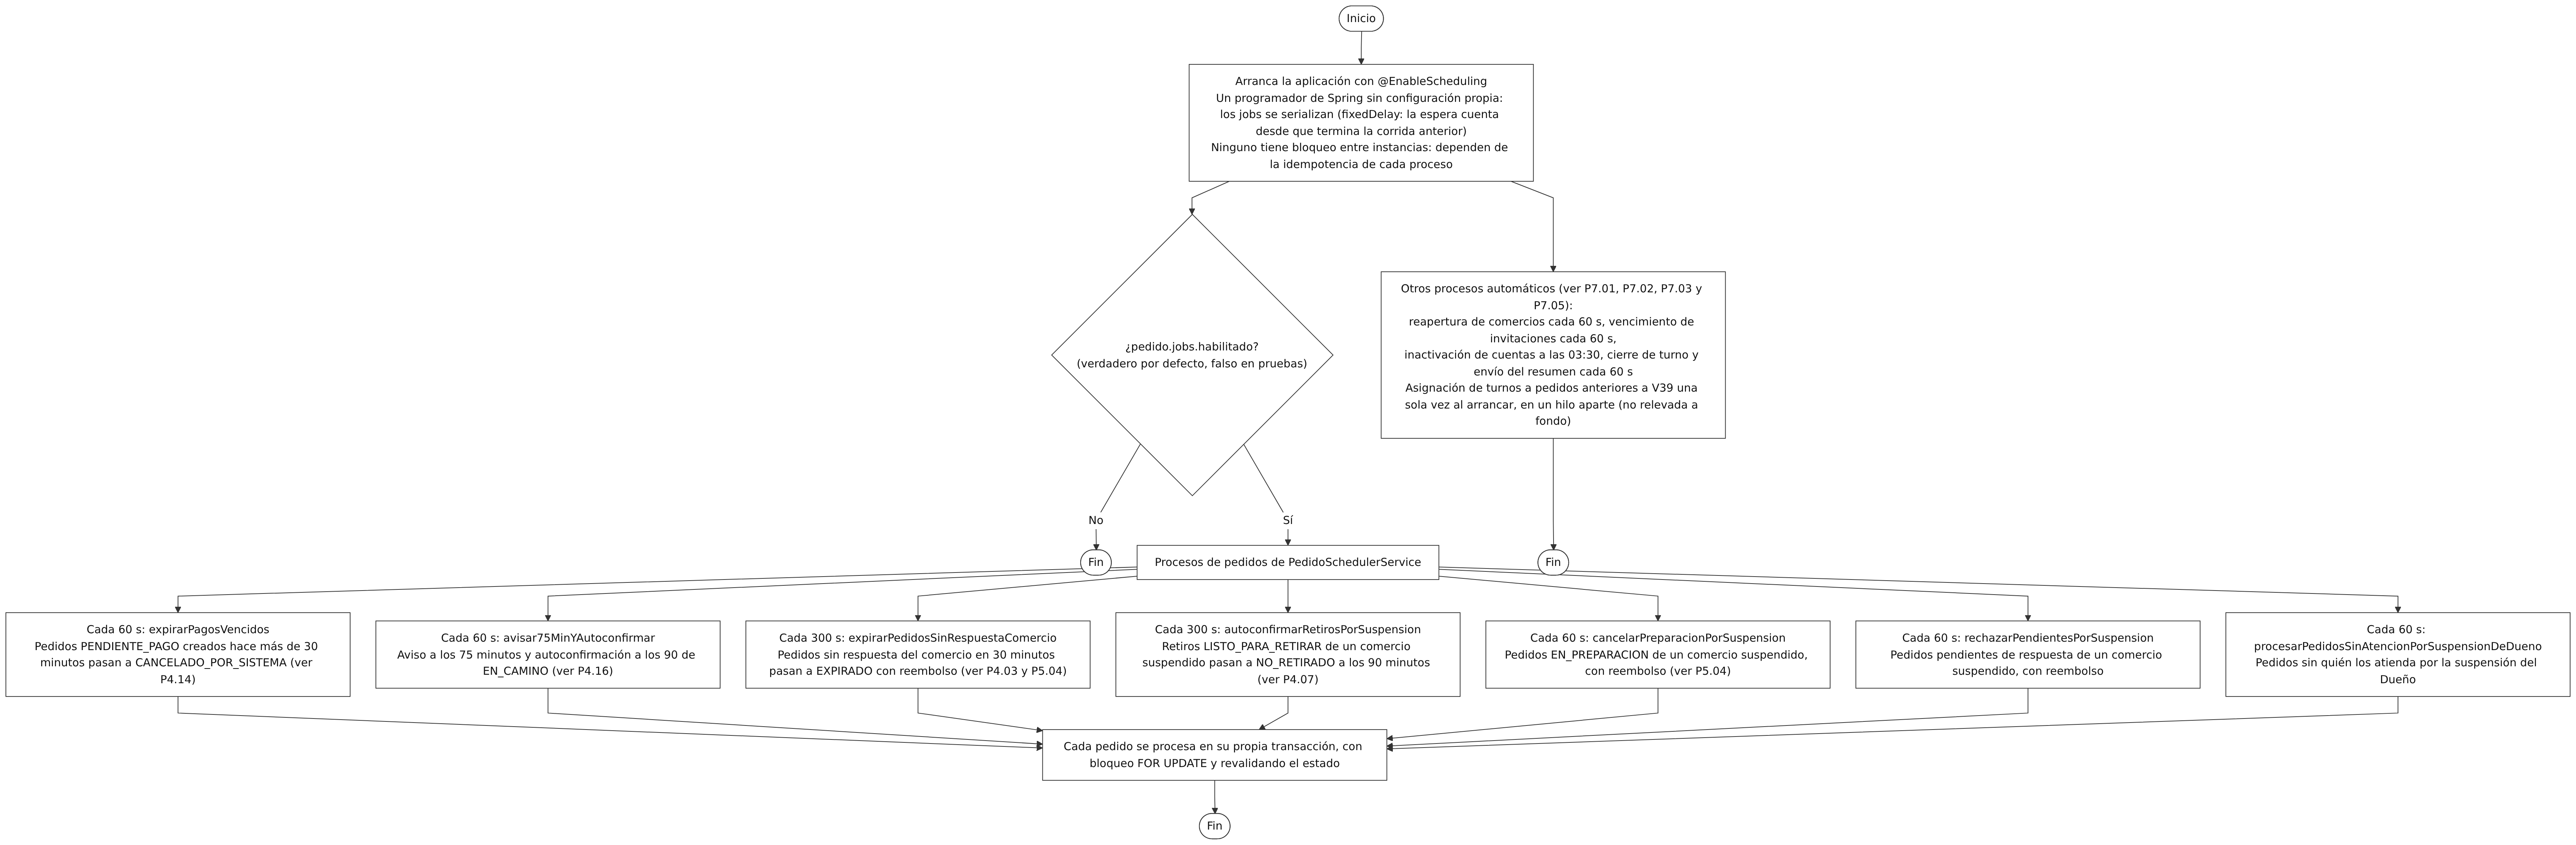 Inicio
Arranca la aplicación con @EnableScheduling
Un programador de Spring sin configuración propia:
los jobs se serializan (fixedDelay: la espera cuenta
desde que termina la corrida anterior)
Ninguno tiene bloqueo entre instancias: dependen de
la idempotencia de cada proceso
¿pedido.jobs.habilitado?
(verdadero por defecto, falso en pruebas)
Otros procesos automáticos (ver P7.01, P7.02, P7.03 y
P7.05):
reapertura de comercios cada 60 s, vencimiento de
invitaciones cada 60 s,
inactivación de cuentas a las 03:30, cierre de turno y
envío del resumen cada 60 s
Asignación de turnos a pedidos anteriores a V39 una
sola vez al arrancar, en un hilo aparte (no relevada a
fondo)
No
Sí
Fin
Procesos de pedidos de PedidoSchedulerService
Fin
Cada 60 s: expirarPagosVencidos
Pedidos PENDIENTE_PAGO creados hace más de 30
minutos pasan a CANCELADO_POR_SISTEMA (ver
P4.14)
Cada 60 s: avisar75MinYAutoconfirmar
Aviso a los 75 minutos y autoconfirmación a los 90 de
EN_CAMINO (ver P4.16)
Cada 300 s: expirarPedidosSinRespuestaComercio
Pedidos sin respuesta del comercio en 30 minutos
pasan a EXPIRADO con reembolso (ver P4.03 y P5.04)
Cada 300 s: autoconfirmarRetirosPorSuspension
Retiros LISTO_PARA_RETIRAR de un comercio
suspendido pasan a NO_RETIRADO a los 90 minutos
(ver P4.07)
Cada 60 s: cancelarPreparacionPorSuspension
Pedidos EN_PREPARACION de un comercio suspendido,
con reembolso (ver P5.04)
Cada 60 s: rechazarPendientesPorSuspension
Pedidos pendientes de respuesta de un comercio
suspendido, con reembolso
Cada 60 s:
procesarPedidosSinAtencionPorSuspensionDeDueno
Pedidos sin quién los atienda por la suspensión del
Dueño
Cada pedido se procesa en su propia transacción, con
bloqueo FOR UPDATE y revalidando el estado
Fin